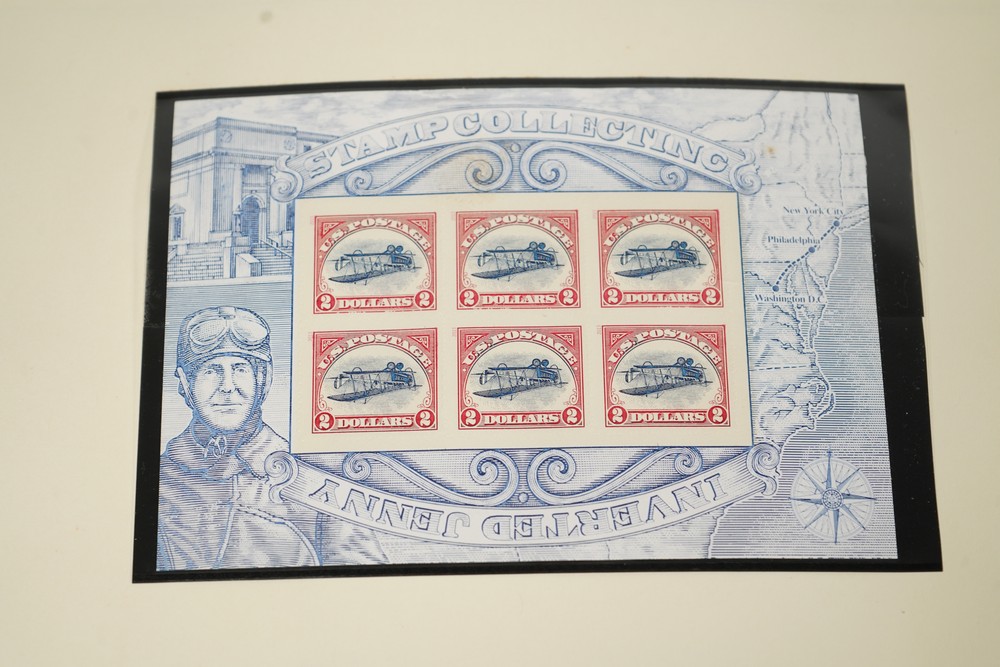 STAMP COLLECTING
New York City
Philadelphia
Washington D.C.
U.S. POSTAGE
2 DOLLARS 2
U.S. POSTAGE
2 DOLLARS 2
U.S. POSTAGE
2 DOLLARS 2
U.S. POSTAGE
2 DOLLARS 2
U.S. POSTAGE
2 DOLLARS 2
U.S. POSTAGE
2 DOLLARS 2
INVERTED JENNY